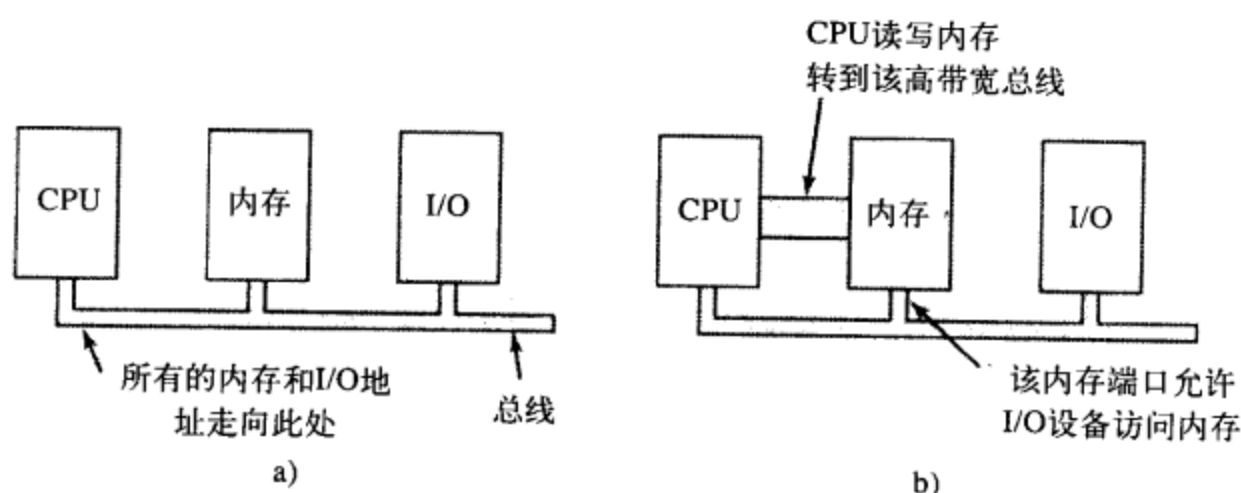 CPU
内存
I/O
所有的内存和I/O地
址走向此处
总线
a)
CPU读写内存
转到该高带宽总线
CPU
内存
I/O
该内存端口允许
I/O设备访问内存
b)